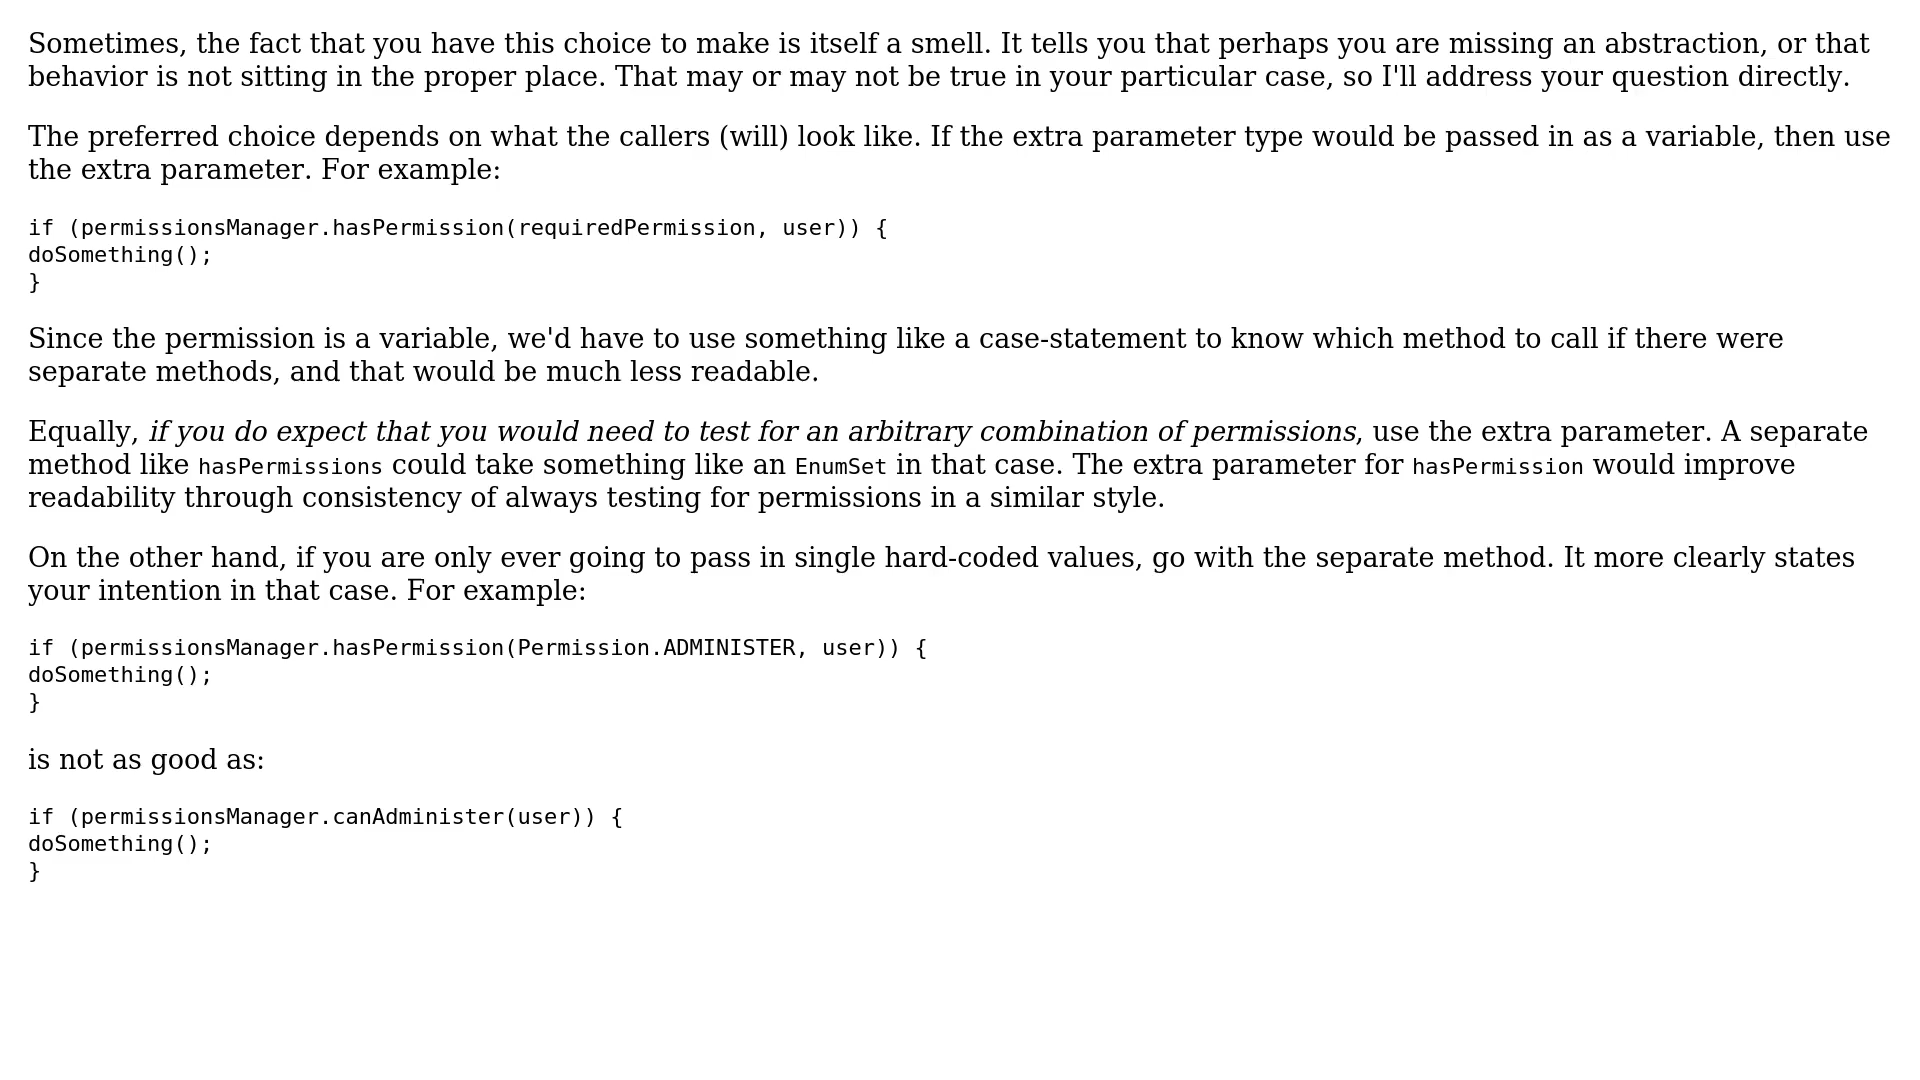 Sometimes, the fact that you have this choice to make is itself a smell. It tells you that perhaps you are missing an abstraction, or that
behavior is not sitting in the proper place. That may or may not be true in your particular case, so I'll address your question directly.
The preferred choice depends on what the callers (will) look like. If the extra parameter type would be passed in as a variable, then use
the extra parameter. For example:
if (permissionsManager.hasPermission(requiredPermission, user)) {
doSomething();
}
Since the permission is a variable, we'd have to use something like a case-statement to know which method to call if there were
separate methods, and that would be much less readable.
Equally, if you do expect that you would need to test for an arbitrary combination of permissions, use the extra parameter. A separate
method like hasPermissions could take something like an EnumSet in that case. The extra parameter for hasPermission would improve
readability through consistency of always testing for permissions in a similar style.
On the other hand, if you are only ever going to pass in single hard-coded values, go with the separate method. It more clearly states
your intention in that case. For example:
if (permissionsManager.hasPermission(Permission.ADMINISTER, user)) {
doSomething();
}
is not as good as:
if (permissionsManager.canAdminister(user)) {
doSomething();
}